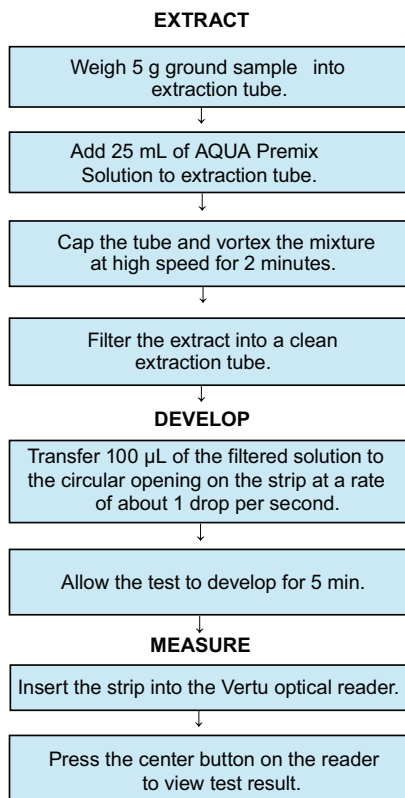 EXTRACT
Weigh 5 g ground sample into
extraction tube.
↓
Add 25 mL of AQUA Premix
Solution to extraction tube.
↓
Cap the tube and vortex the mixture
at high speed for 2 minutes.
↓
Filter the extract into a clean
extraction tube.
↓
DEVELOP
Transfer 100 µL of the filtered solution to
the circular opening on the strip at a rate
of about 1 drop per second.
↓
Allow the test to develop for 5 min.
↓
MEASURE
Insert the strip into the Vertu optical reader.
↓
Press the center button on the reader
to view test result.